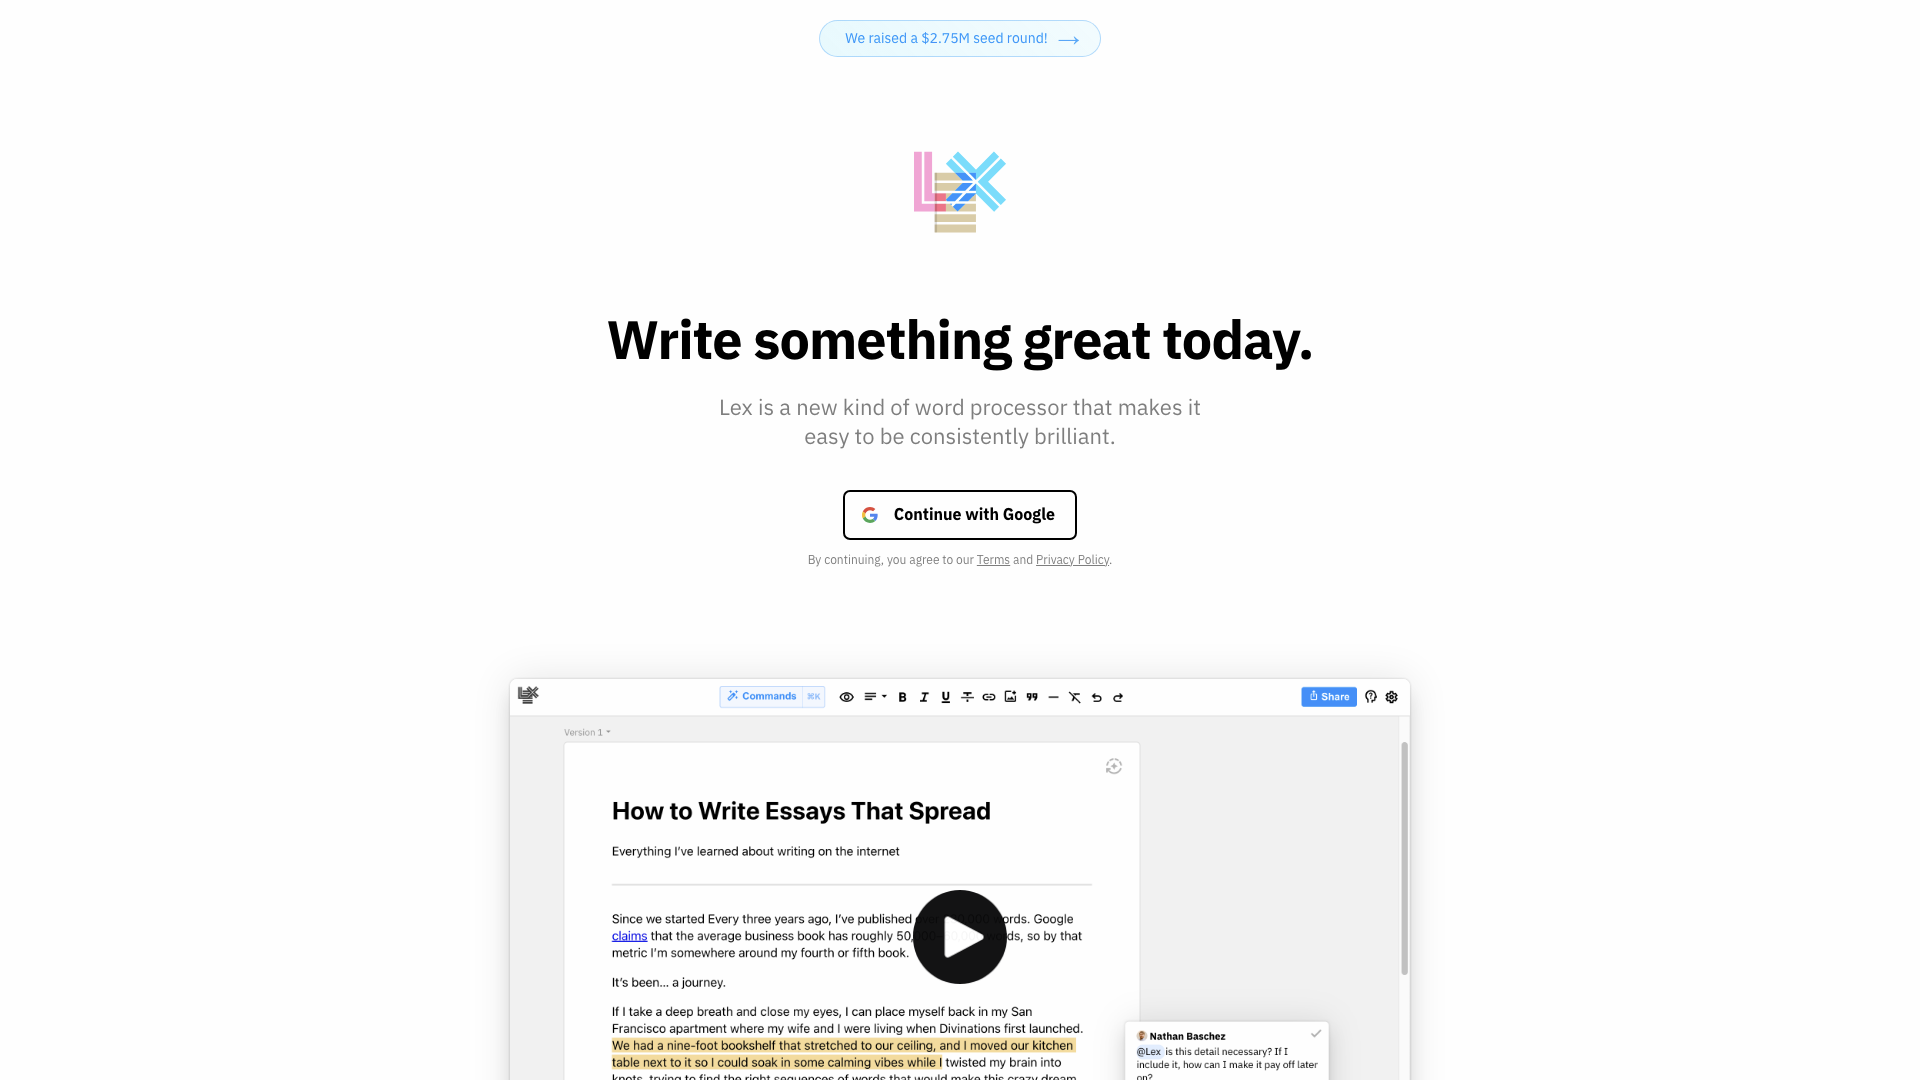 We raised a $2.75M seed round! →
LEX
Write something great today.
Lex is a new kind of word processor that makes it
easy to be consistently brilliant.
Continue with Google
By continuing, you agree to our Terms and Privacy Policy.
LEX
Commands ⌘K
Share
Version 1
How to Write Essays That Spread
Everything I've learned about writing on the internet
Since we started Every three years ago, I've published words. Google
claims that the average business book has roughly 50, words, so by that
metric I'm somewhere around my fourth or fifth book.
It's been... a journey.
If I take a deep breath and close my eyes, I can place myself back in my San
Francisco apartment where my wife and I were living when Divinations first launched.
We had a nine-foot bookshelf that stretched to our ceiling, and I moved our kitchen
table next to it so I could soak in some calming vibes while I twisted my brain into
knots, trying to find the right sequences of words that would make this crazy dream
Nathan Baschez
@Lex is this detail necessary? If I
include it, how can I make it pay off later
on?